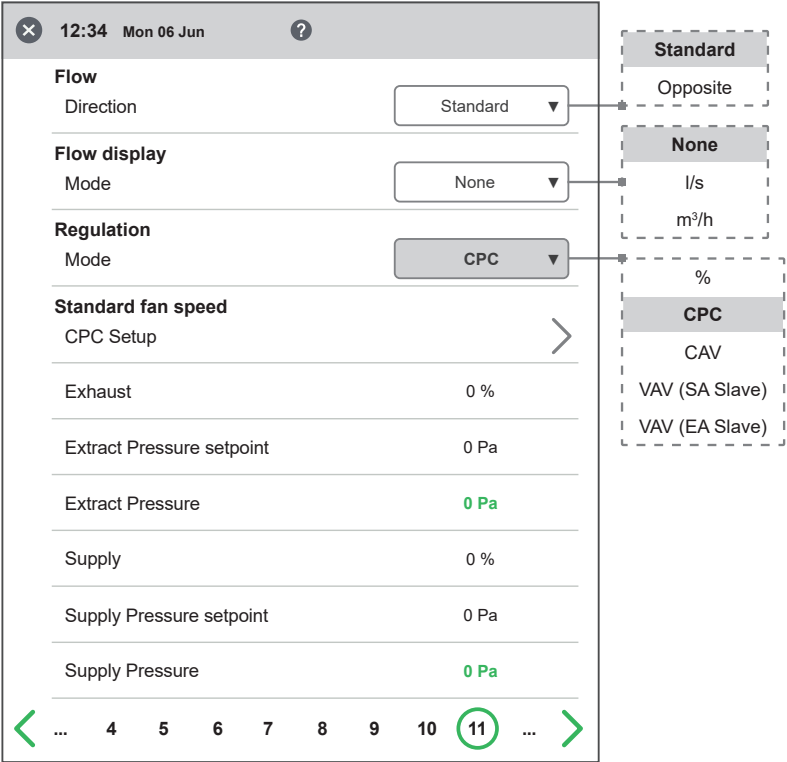 12:34 Mon 06 Jun ?
Flow
Direction Standard ▼
Flow display
Mode None ▼
Regulation
Mode CPC ▼
Standard fan speed
CPC Setup
Exhaust 0 %
Extract Pressure setpoint 0 Pa
Extract Pressure 0 Pa
Supply 0 %
Supply Pressure setpoint 0 Pa
Supply Pressure 0 Pa
... 4 5 6 7 8 9 10 11 ...
Standard
Opposite
None
l/s
m³/h
%
CPC
CAV
VAV (SA Slave)
VAV (EA Slave)